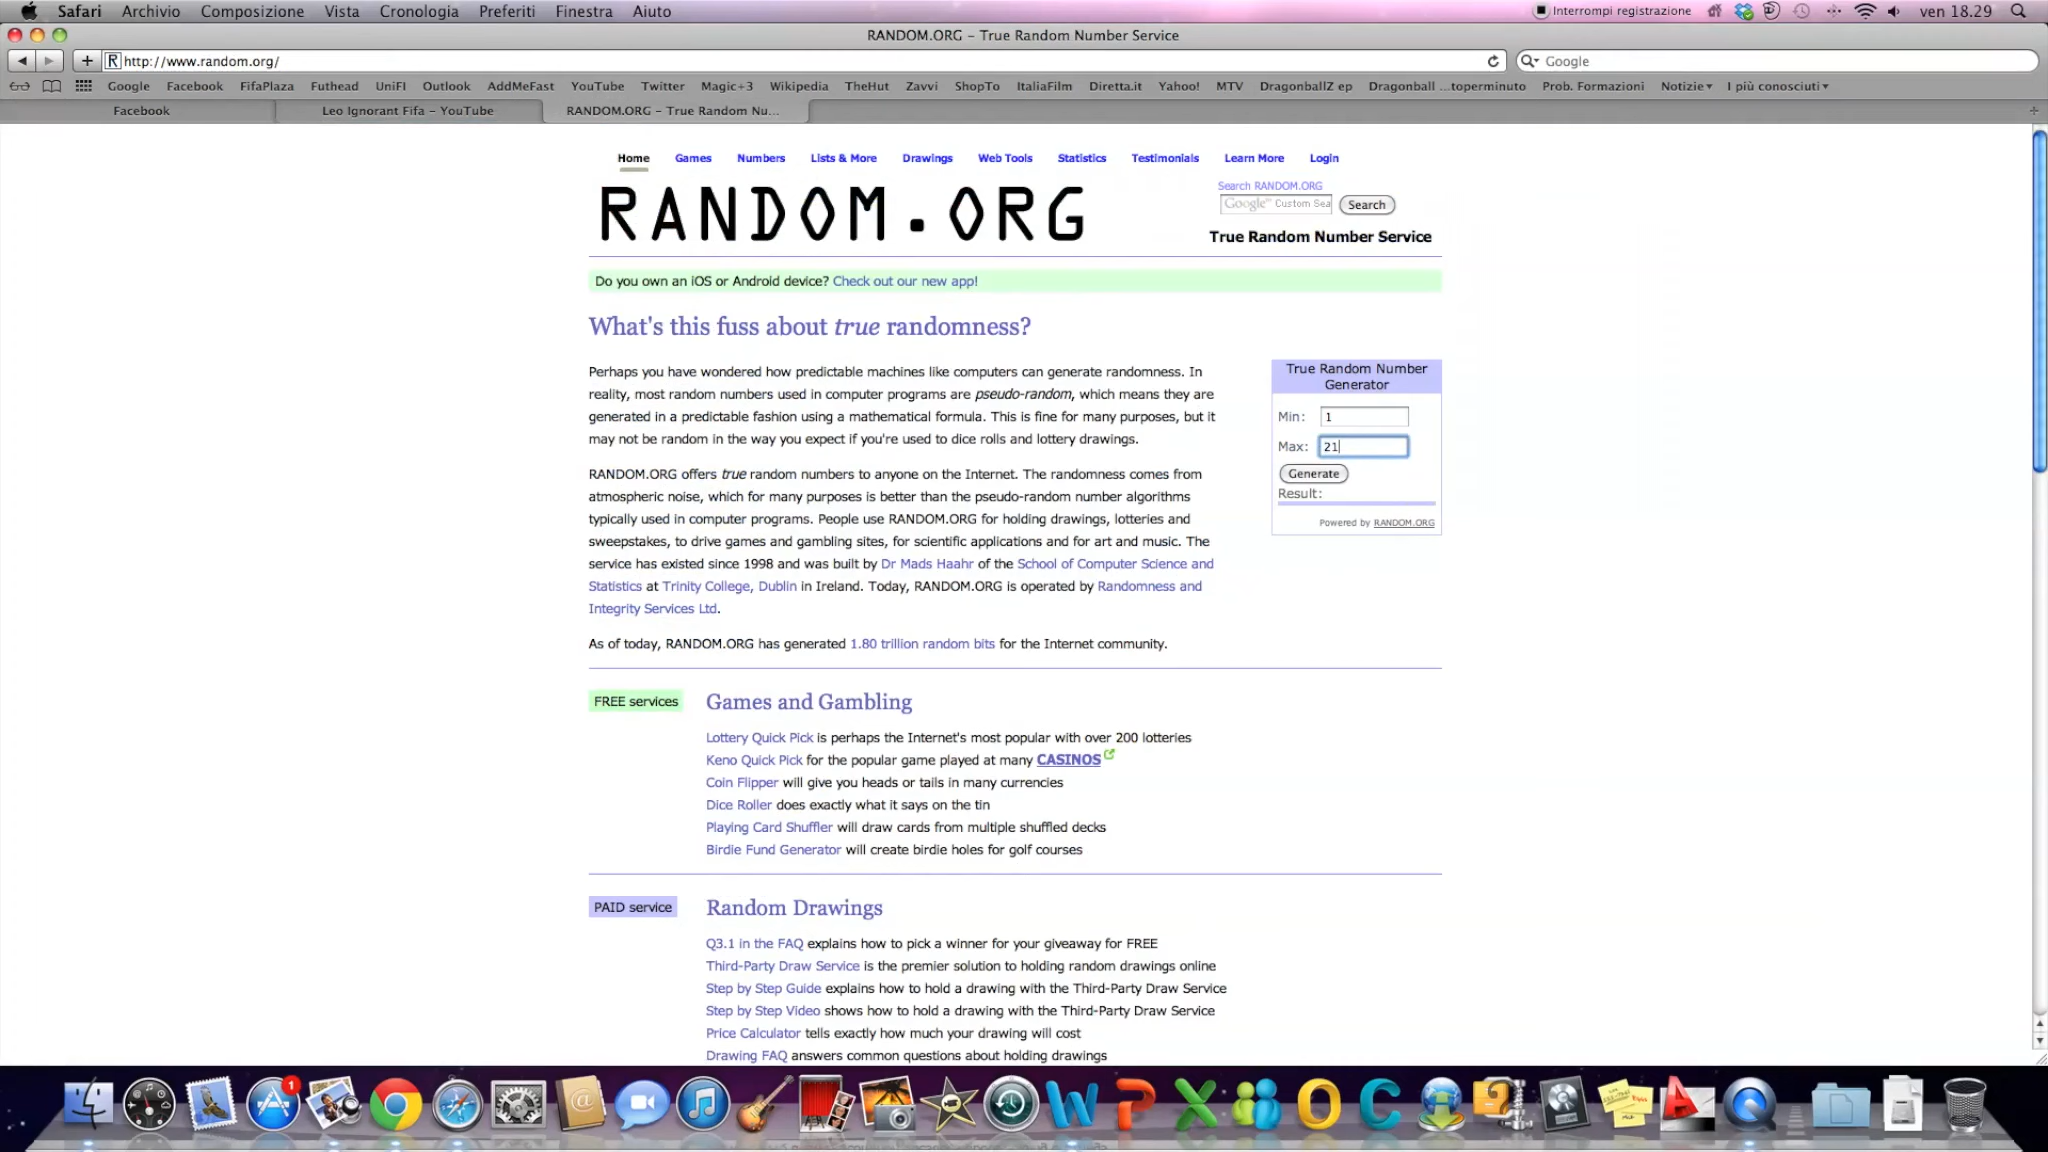 Safari Archivio Composizione Vista Cronologia Preferiti Finestra Aiuto Interrompi registrazione ven 18.29
RANDOM.ORG – True Random Number Service
http://www.random.org/ Google
Google Facebook FifaPlaza Futhead UniFI Outlook AddMeFast YouTube Twitter Magic+3 Wikipedia TheHut Zavvi ShopTo ItaliaFilm Diretta.it Yahoo! MTV DragonballZ ep Dragonball ...toperminuto Prob. Formazioni Notizie I più conosciuti
Facebook Leo Ignorant Fifa – YouTube RANDOM.ORG – True Random Nu...
Home Games Numbers Lists & More Drawings Web Tools Statistics Testimonials Learn More Login
RANDOM.ORG
Search RANDOM.ORG
Google™ Custom Sea Search
True Random Number Service
Do you own an iOS or Android device? Check out our new app!
What's this fuss about true randomness?
Perhaps you have wondered how predictable machines like computers can generate randomness. In
reality, most random numbers used in computer programs are pseudo-random, which means they are
generated in a predictable fashion using a mathematical formula. This is fine for many purposes, but it
may not be random in the way you expect if you're used to dice rolls and lottery drawings.
RANDOM.ORG offers true random numbers to anyone on the Internet. The randomness comes from
atmospheric noise, which for many purposes is better than the pseudo-random number algorithms
typically used in computer programs. People use RANDOM.ORG for holding drawings, lotteries and
sweepstakes, to drive games and gambling sites, for scientific applications and for art and music. The
service has existed since 1998 and was built by Dr Mads Haahr of the School of Computer Science and
Statistics at Trinity College, Dublin in Ireland. Today, RANDOM.ORG is operated by Randomness and
Integrity Services Ltd.
As of today, RANDOM.ORG has generated 1.80 trillion random bits for the Internet community.
True Random Number
Generator
Min: 1
Max: 21
Generate
Result:
Powered by RANDOM.ORG
FREE services Games and Gambling
Lottery Quick Pick is perhaps the Internet's most popular with over 200 lotteries
Keno Quick Pick for the popular game played at many CASINOS
Coin Flipper will give you heads or tails in many currencies
Dice Roller does exactly what it says on the tin
Playing Card Shuffler will draw cards from multiple shuffled decks
Birdie Fund Generator will create birdie holes for golf courses
PAID service Random Drawings
Q3.1 in the FAQ explains how to pick a winner for your giveaway for FREE
Third-Party Draw Service is the premier solution to holding random drawings online
Step by Step Guide explains how to hold a drawing with the Third-Party Draw Service
Step by Step Video shows how to hold a drawing with the Third-Party Draw Service
Price Calculator tells exactly how much your drawing will cost
Drawing FAQ answers common questions about holding drawings
1